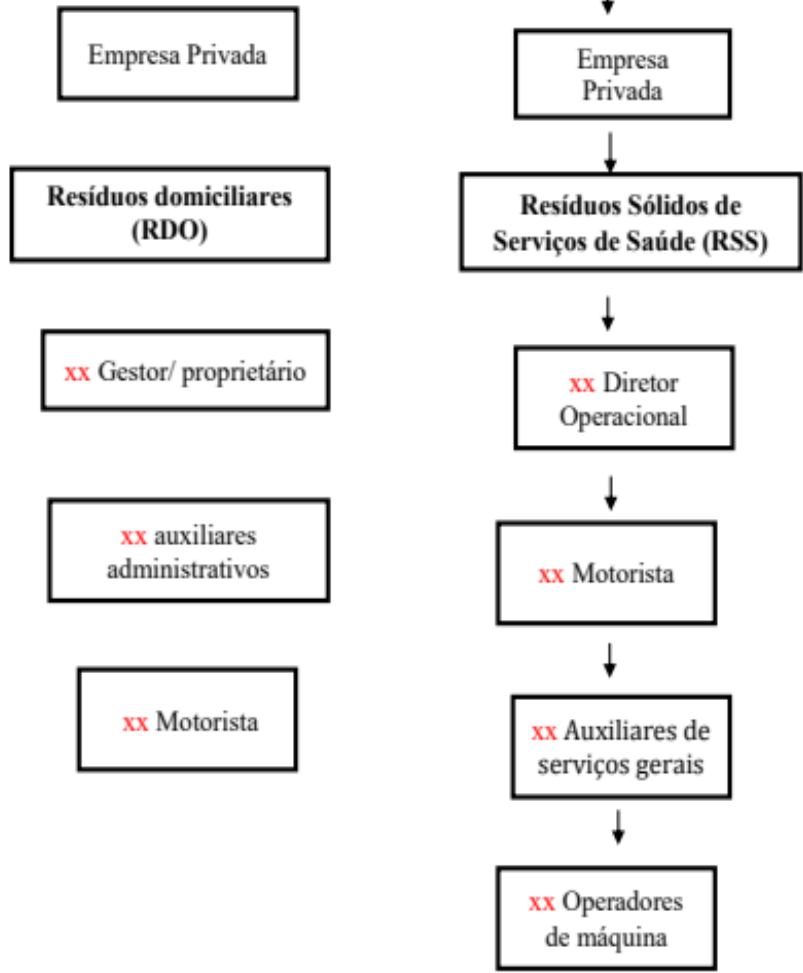 Empresa Privada
Resíduos domiciliares
(RDO)
xx Gestor/ proprietário
xx auxiliares
administrativos
xx Motorista
Empresa
Privada
Resíduos Sólidos de
Serviços de Saúde (RSS)
xx Diretor
Operacional
xx Motorista
xx Auxiliares de
serviços gerais
xx Operadores
de máquina